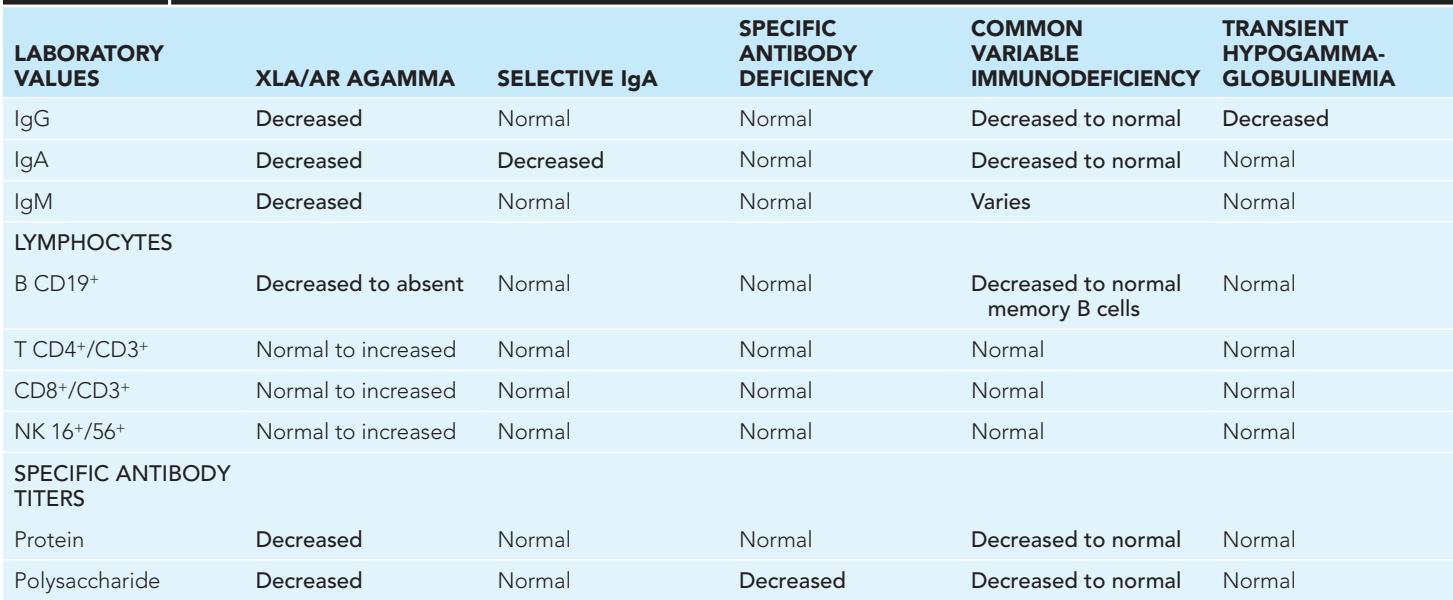 LABORATORY VALUES XLA/AR AGAMMA SELECTIVE IgA SPECIFIC ANTIBODY DEFICIENCY COMMON VARIABLE IMMUNODEFICIENCY TRANSIENT HYPOGAMMA-GLOBULINEMIA
IgG Decreased Normal Normal Decreased to normal Decreased
IgA Decreased Decreased Normal Decreased to normal Normal
IgM Decreased Normal Normal Varies Normal
LYMPHOCYTES
B CD19+ Decreased to absent Normal Normal Decreased to normal memory B cells Normal
T CD4+/CD3+ Normal to increased Normal Normal Normal Normal
CD8+/CD3+ Normal to increased Normal Normal Normal Normal
NK 16+/56+ Normal to increased Normal Normal Normal Normal
SPECIFIC ANTIBODY
TITERS
Protein Decreased Normal Normal Decreased to normal Normal
Polysaccharide Decreased Normal Decreased Decreased to normal Normal